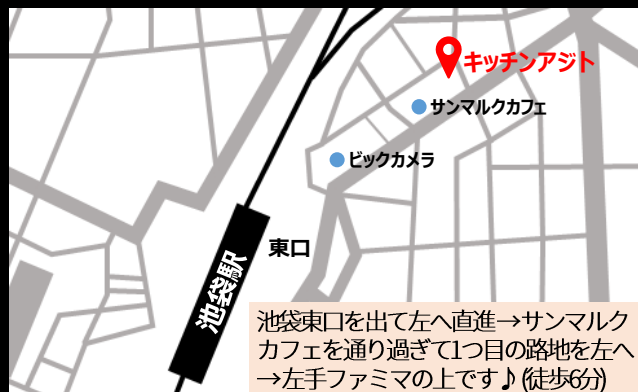 キッチンアジト
サンマルクカフェ
ビックカメラ
東口
池袋駅
池袋東口を出て左へ直進→サンマルク
カフェを通り過ぎて1つ目の路地を左へ
→左手ファミマの上です♪(徒歩6分)